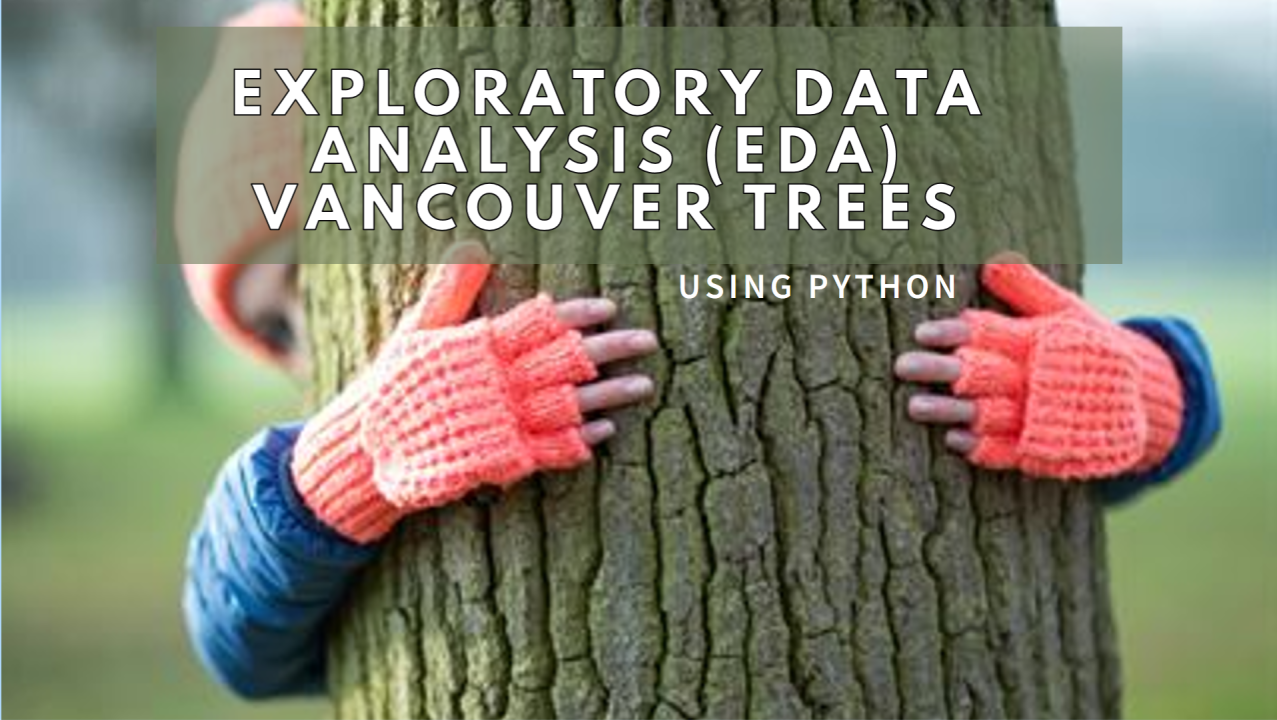 EXPLORATORY DATA
ANALYSIS (EDA)
VANCOUVER TREES
USING PYTHON